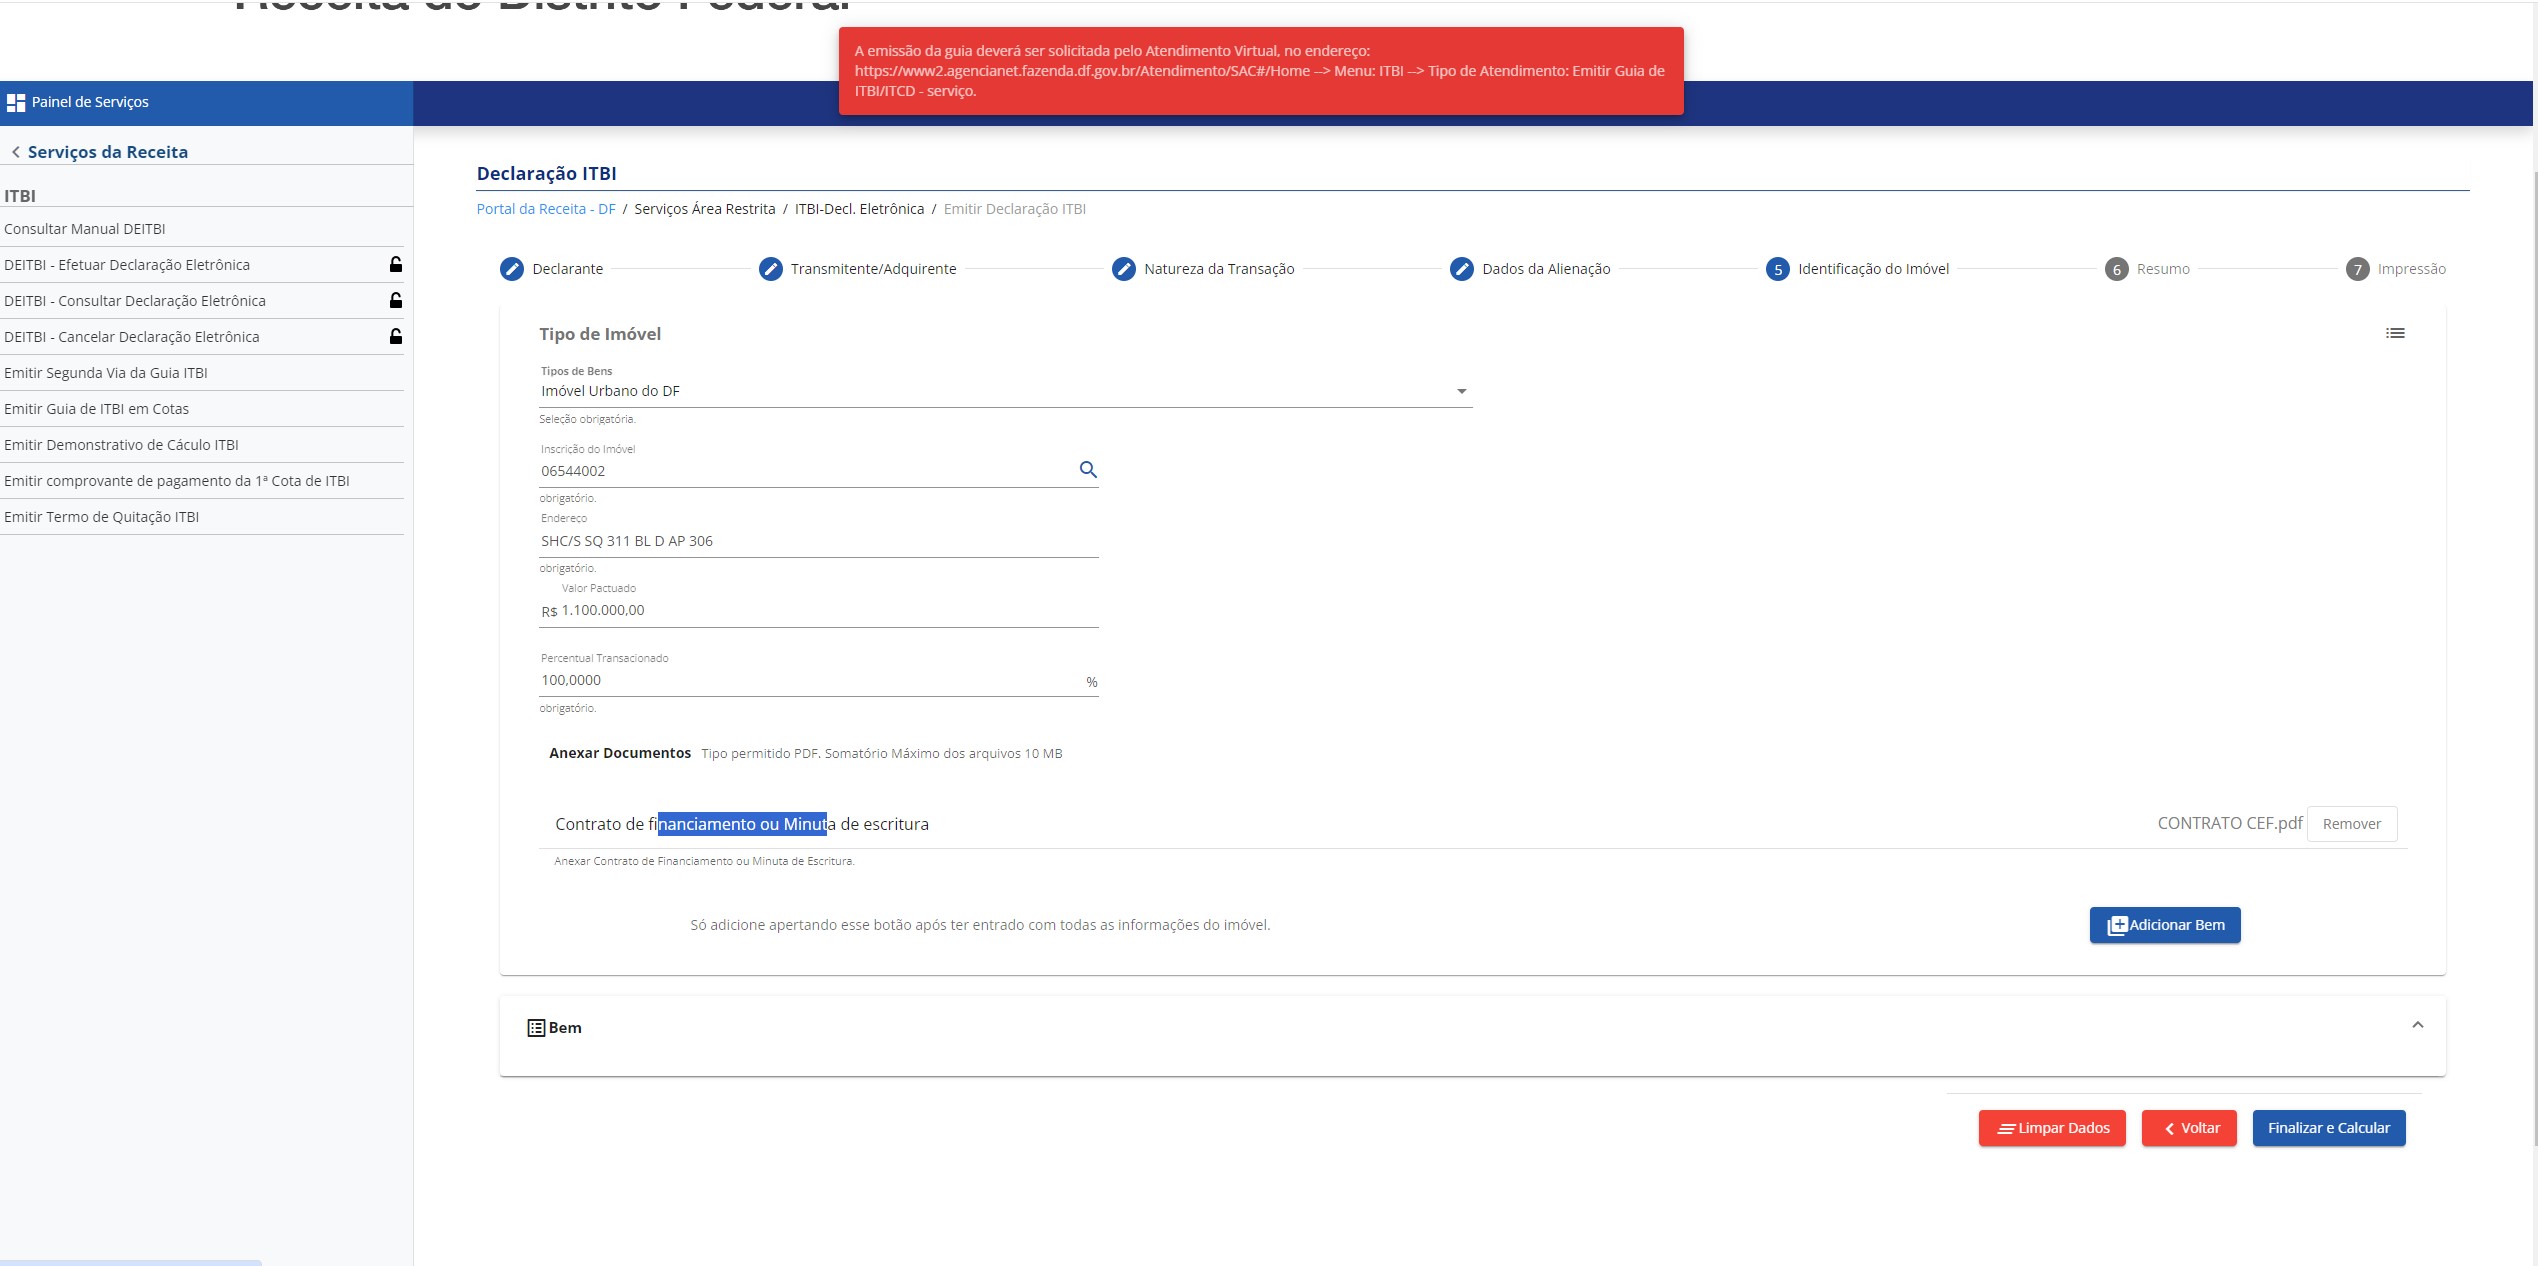 Receita do Distrito Federal
A emissão da guia deverá ser solicitada pelo Atendimento Virtual, no endereço:
https://www2.agencianet.fazenda.df.gov.br/Atendimento/SAC#/Home --> Menu: ITBI --> Tipo de Atendimento: Emitir Guia de
ITBI/ITCD - serviço.
Painel de Serviços
Serviços da Receita
ITBI
Consultar Manual DEITBI
DEITBI - Efetuar Declaração Eletrônica
DEITBI - Consultar Declaração Eletrônica
DEITBI - Cancelar Declaração Eletrônica
Emitir Segunda Via da Guia ITBI
Emitir Guia de ITBI em Cotas
Emitir Demonstrativo de Cáculo ITBI
Emitir comprovante de pagamento da 1ª Cota de ITBI
Emitir Termo de Quitação ITBI
Declaração ITBI
Portal da Receita - DF / Serviços Área Restrita / ITBI-Decl. Eletrônica / Emitir Declaração ITBI
Declarante Transmitente/Adquirente Natureza da Transação Dados da Alienação 5 Identificação do Imóvel 6 Resumo 7 Impressão
Tipo de Imóvel
Tipos de Bens
Imóvel Urbano do DF
Seleção obrigatória.
Inscrição do Imóvel
06544002
obrigatório.
Endereço
SHC/S SQ 311 BL D AP 306
obrigatório.
Valor Pactuado
R$ 1.100.000,00
Percentual Transacionado
100,0000 %
obrigatório.
Anexar Documentos Tipo permitido PDF. Somatório Máximo dos arquivos 10 MB
Contrato de financiamento ou Minuta de escritura CONTRATO CEF.pdf Remover
Anexar Contrato de Financiamento ou Minuta de Escritura.
Só adicione apertando esse botão após ter entrado com todas as informações do imóvel. Adicionar Bem
Bem
Limpar Dados Voltar Finalizar e Calcular